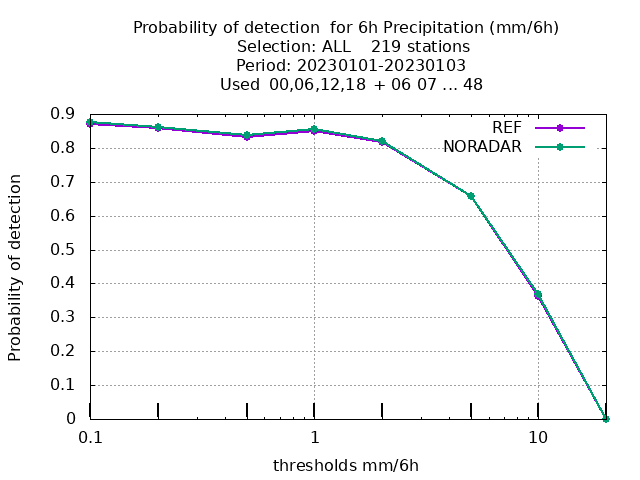 Probability of detection  for 6h Precipitation (mm/6h)
Selection: ALL    219 stations
Period: 20230101-20230103
Used  00,06,12,18  + 06 07 ... 48
REF
NORADAR
0.9
0.8
0.7
0.6
0.5
0.4
0.3
0.2
0.1
0
Probability of detection
0.1
1
10
thresholds mm/6h